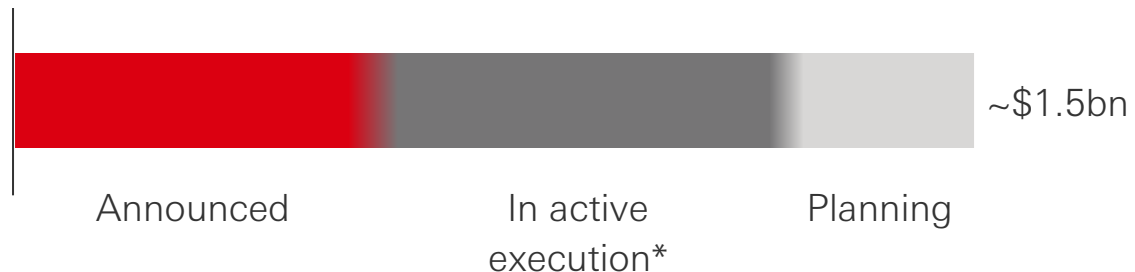 ~$1.5bn
Announced
In active
execution*
Planning